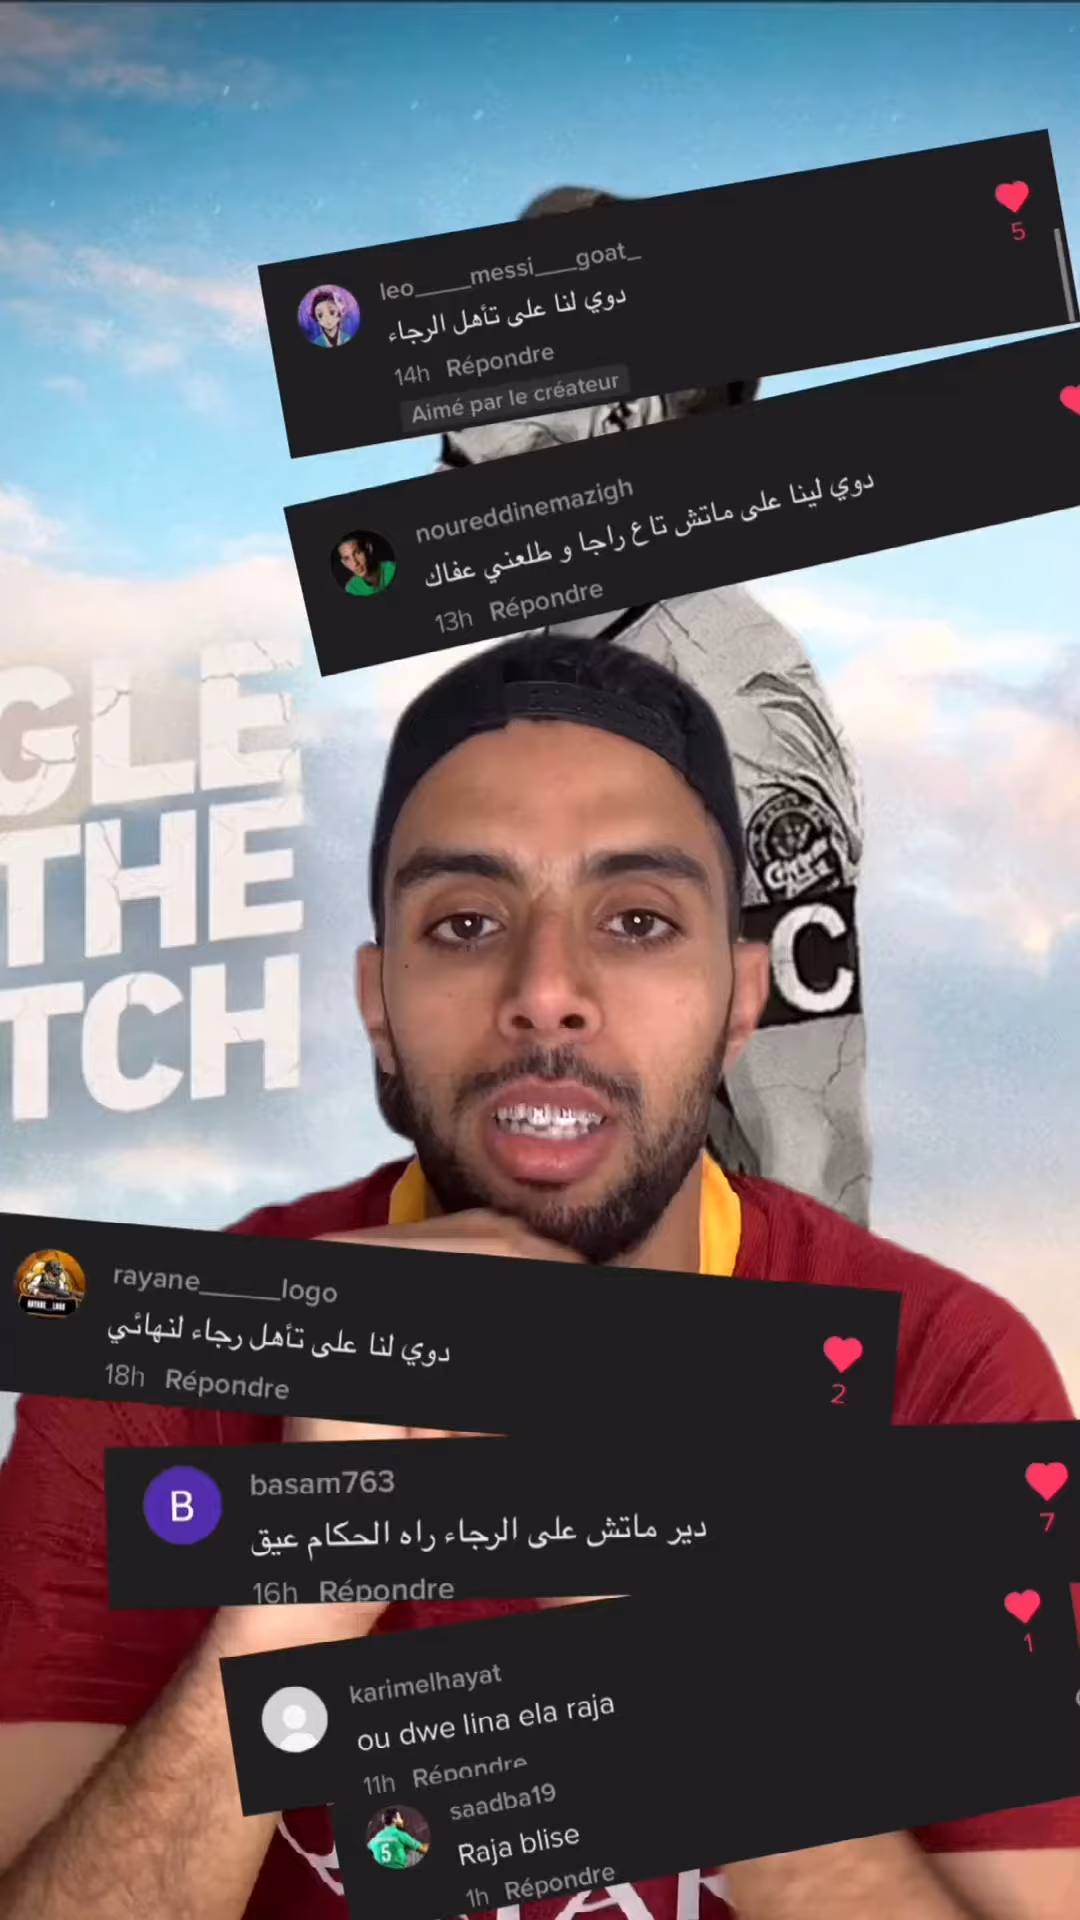 leo_____messi____goat_
دوي لنا على تأهل الرجاء
14h Répondre
Aimé par le créateur
5
noureddinemazigh
دوي لينا على ماتش تاع راجا و طلعني عفاك
13h Répondre
GLE
THE
TCH
C
rayane______logo
دوي لنا على تأهل رجاء لنهائي
18h Répondre
2
B
basam763
دير ماتش على الرجاء راه الحكام عيق
16h Répondre
7
karimelhayat
ou dwe lina ela raja
11h Répondre
1
saadba19
Raja blise
1h Répondre
5